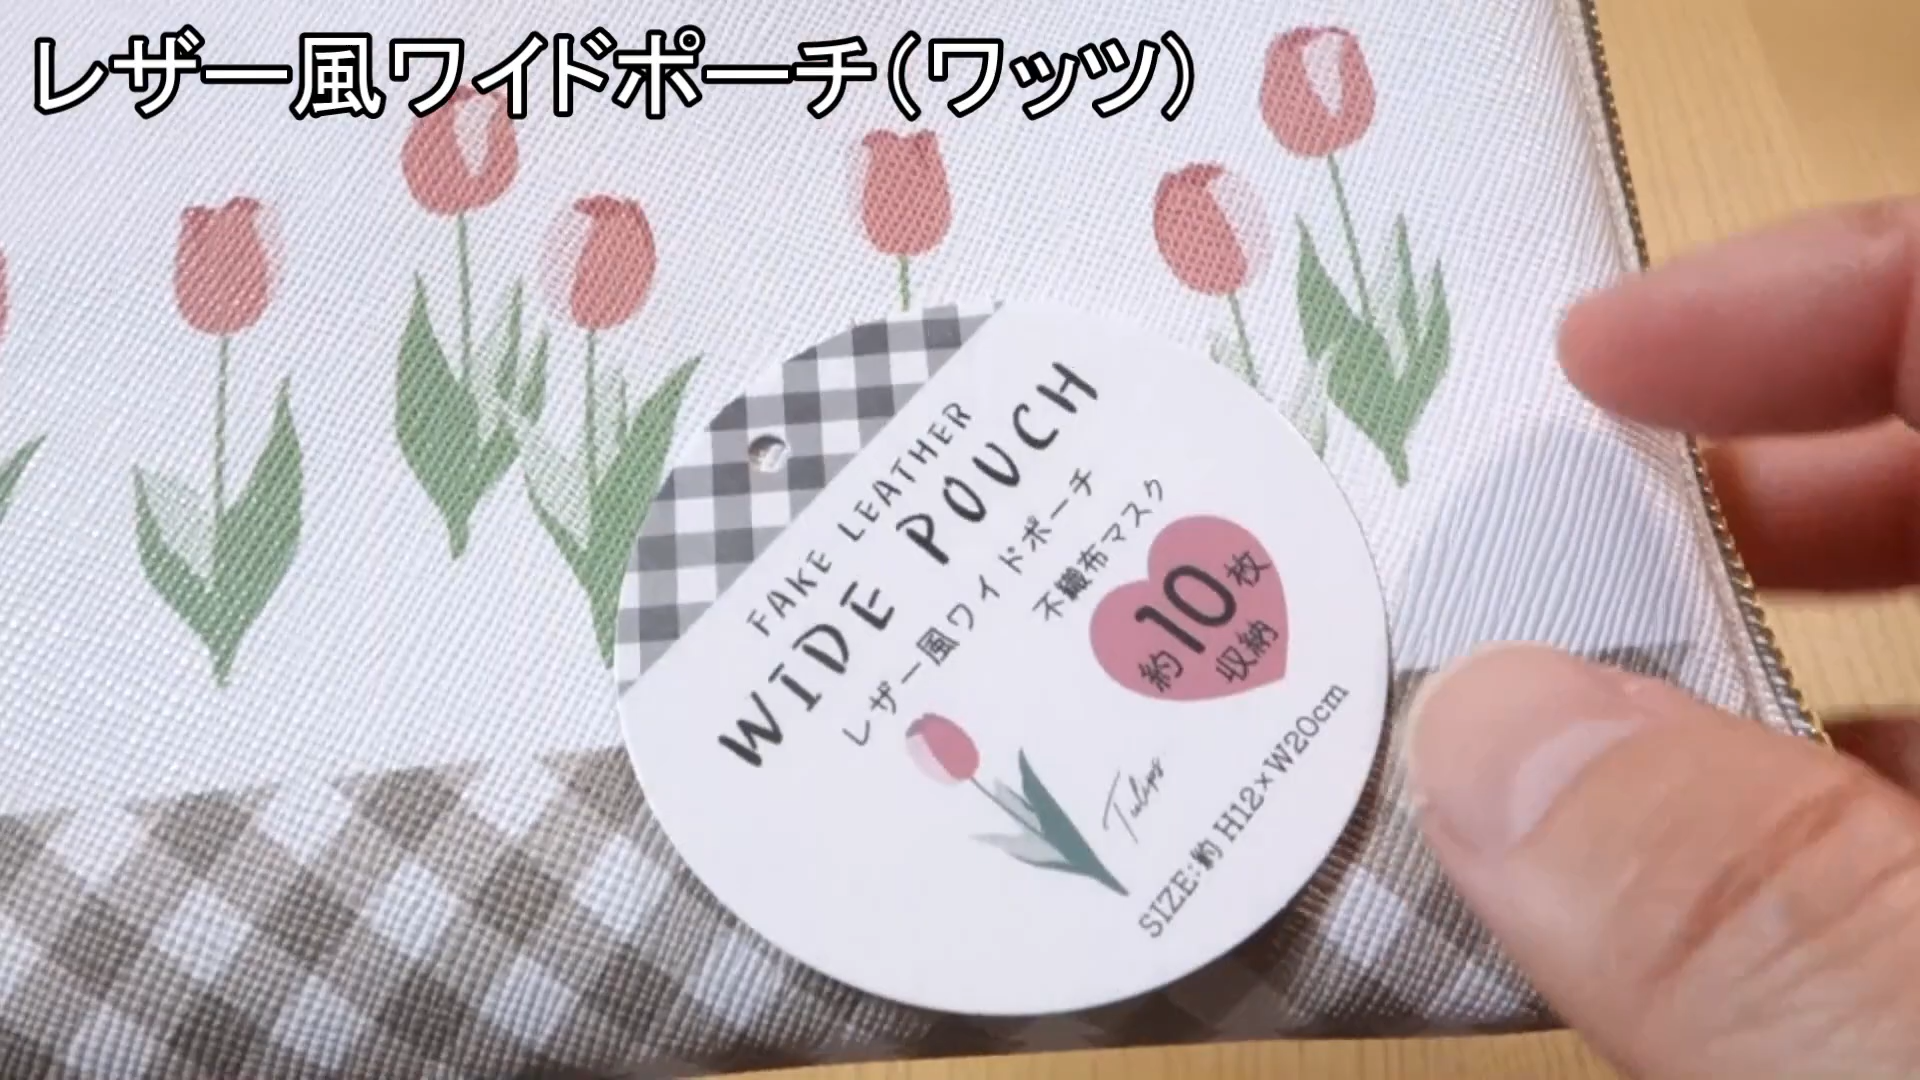 レザー風ワイドポーチ（ワッツ）
FAKE LEATHER
WIDE POUCH
レザー風ワイドポーチ
不織布マスク
約10枚
収納
Tulips
SIZE:約 H12×W20cm